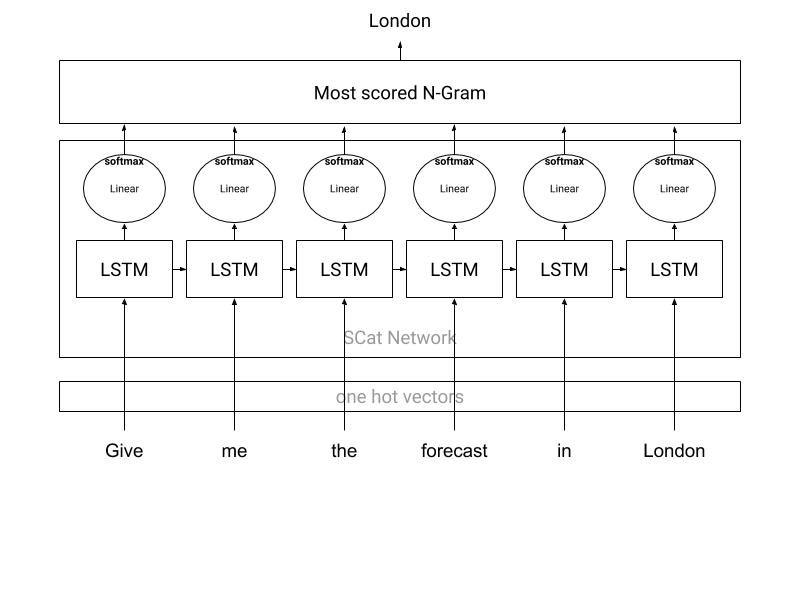 London
Most scored N-Gram
softmax softmax softmax softmax softmax softmax
Linear Linear Linear Linear Linear Linear
LSTM LSTM LSTM LSTM LSTM LSTM
SCat Network
one hot vectors
Give me the forecast in London